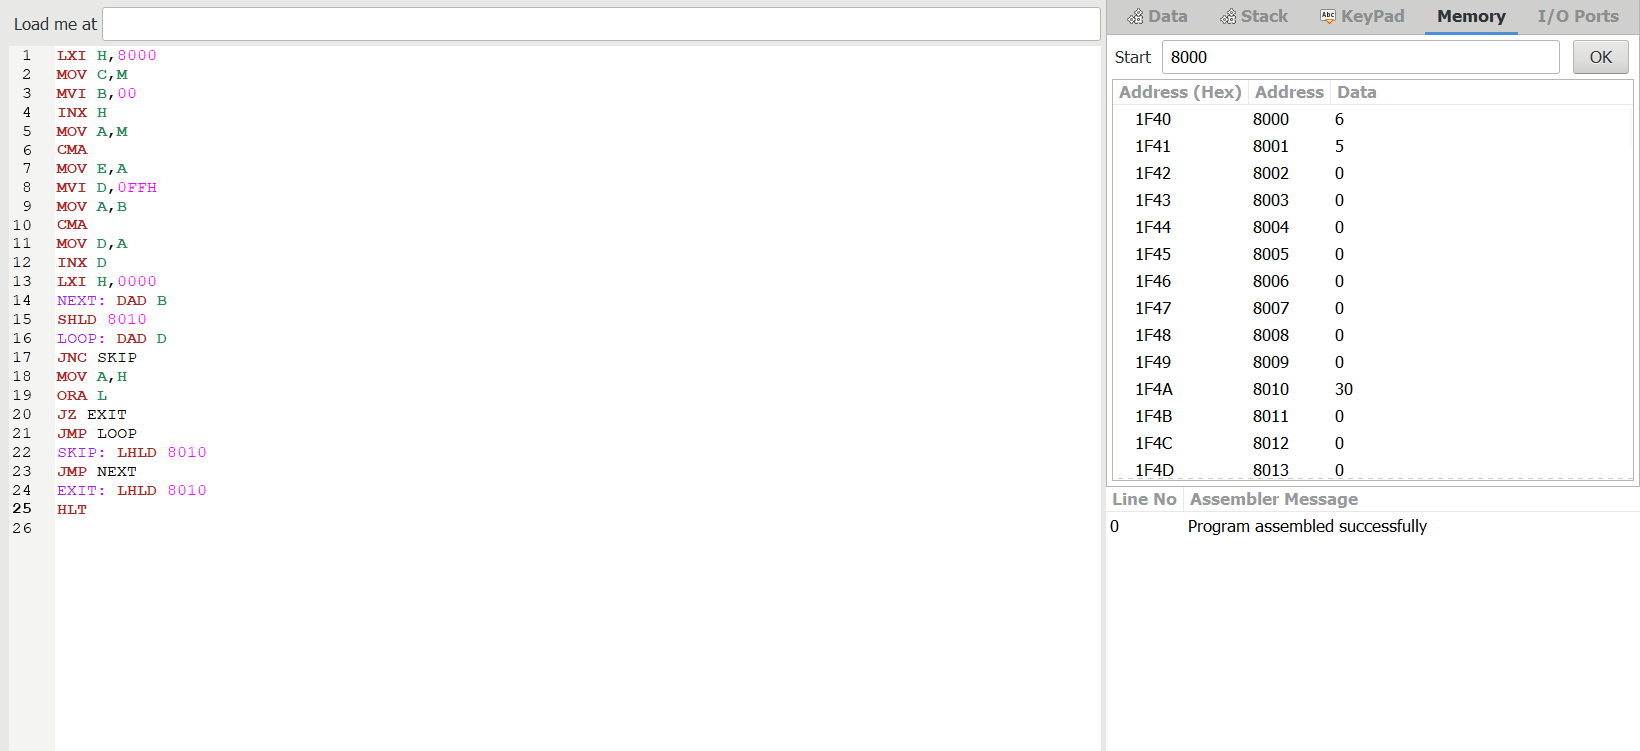 Load me at
1 LXI H,8000
2 MOV C,M
3 MVI B,00
4 INX H
5 MOV A,M
6 CMA
7 MOV E,A
8 MVI D,0FFH
9 MOV A,B
10 CMA
11 MOV D,A
12 INX D
13 LXI H,0000
14 NEXT: DAD B
15 SHLD 8010
16 LOOP: DAD D
17 JNC SKIP
18 MOV A,H
19 ORA L
20 JZ EXIT
21 JMP LOOP
22 SKIP: LHLD 8010
23 JMP NEXT
24 EXIT: LHLD 8010
25 HLT
26
Data Stack Abc KeyPad Memory I/O Ports
Start 8000 OK
Address (Hex) Address Data
1F40 8000 6
1F41 8001 5
1F42 8002 0
1F43 8003 0
1F44 8004 0
1F45 8005 0
1F46 8006 0
1F47 8007 0
1F48 8008 0
1F49 8009 0
1F4A 8010 30
1F4B 8011 0
1F4C 8012 0
1F4D 8013 0
Line No Assembler Message
0 Program assembled successfully